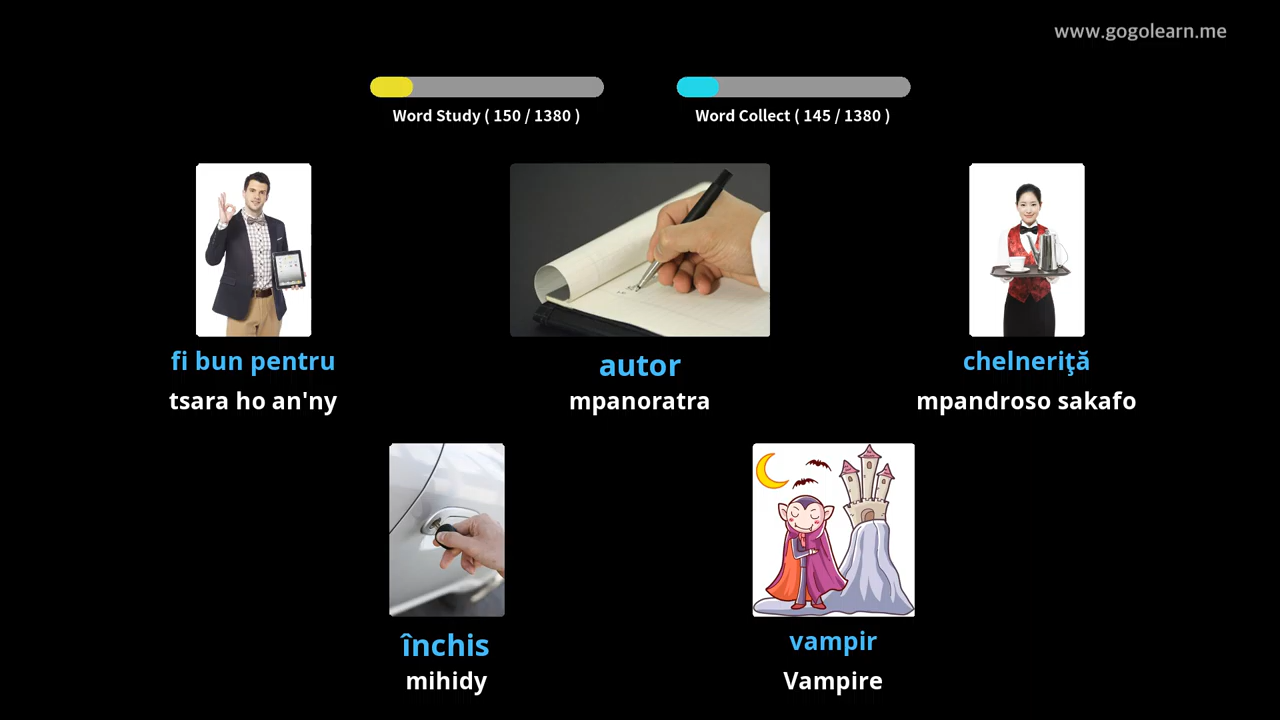 www.gogolearn.me
Word Study ( 150 / 1380 )
Word Collect ( 145 / 1380 )
fi bun pentru
tsara ho an'ny
autor
mpanoratra
chelneriţă
mpandroso sakafo
închis
mihidy
vampir
Vampire